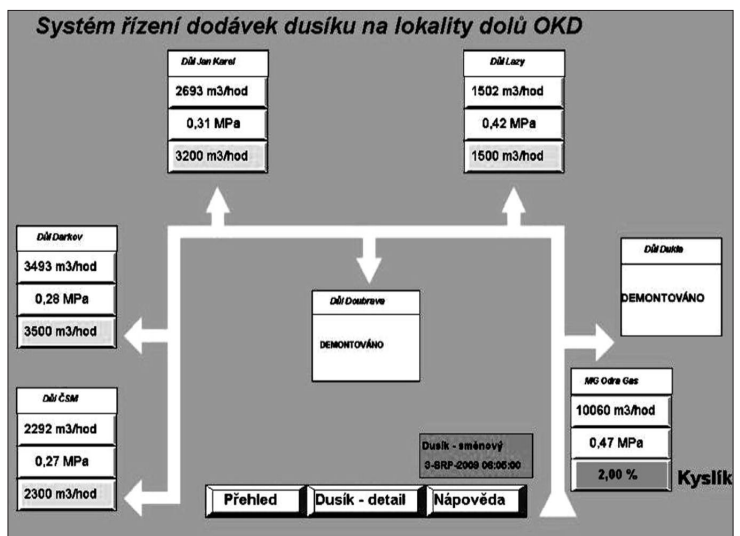 Systém řízení dodávek dusíku na lokality dolů OKD
Důl Jan Karel
2693 m3/hod
0,31 MPa
3200 m3/hod
Důl Lazy
1502 m3/hod
0,42 MPa
1500 m3/hod
Důl Darkov
3493 m3/hod
0,28 MPa
3500 m3/hod
Důl Doubrava
DEMONTOVÁNO
Důl Dukla
DEMONTOVÁNO
Důl ČSM
2292 m3/hod
0,27 MPa
2300 m3/hod
MG Odra Gas
10060 m3/hod
0,47 MPa
2,00 %
Kyslík
Dusík - směnový
3-SRP-2009 06:05:00
Přehled
Dusík - detail
Nápověda